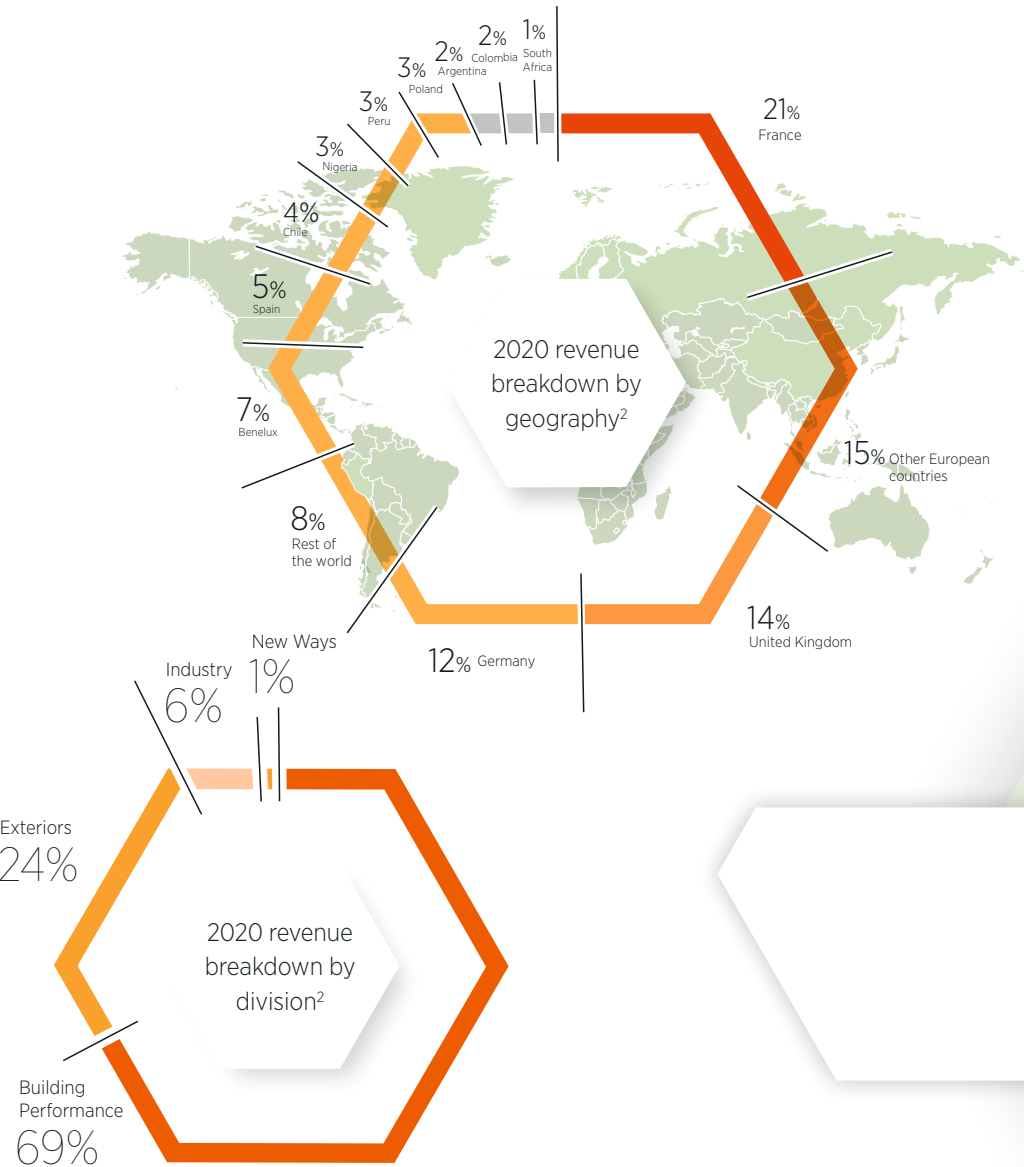 1%
South
Africa
2%
Colombia
2%
Argentina
3%
Poland
3%
Peru
3%
Nigeria
4%
Chile
5%
Spain
7%
Benelux
8%
Rest of
the world
12% Germany
14%
United Kingdom
15% Other European
countries
21%
France
2020 revenue
breakdown by
geography2
New Ways
1%
Industry
6%
Exteriors
24%
Building
Performance
69%
2020 revenue
breakdown by
division2